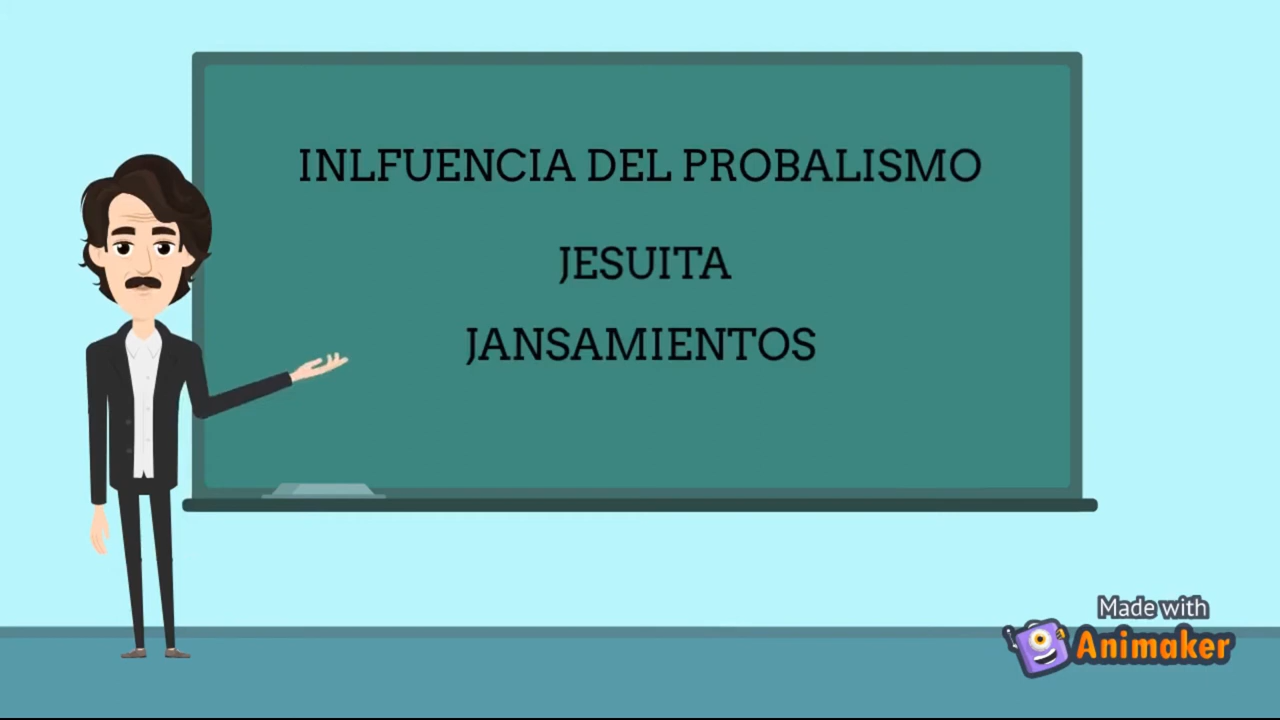 INLFUENCIA DEL PROBALISMO
JESUITA
JANSAMIENTOS
Made with
Animaker